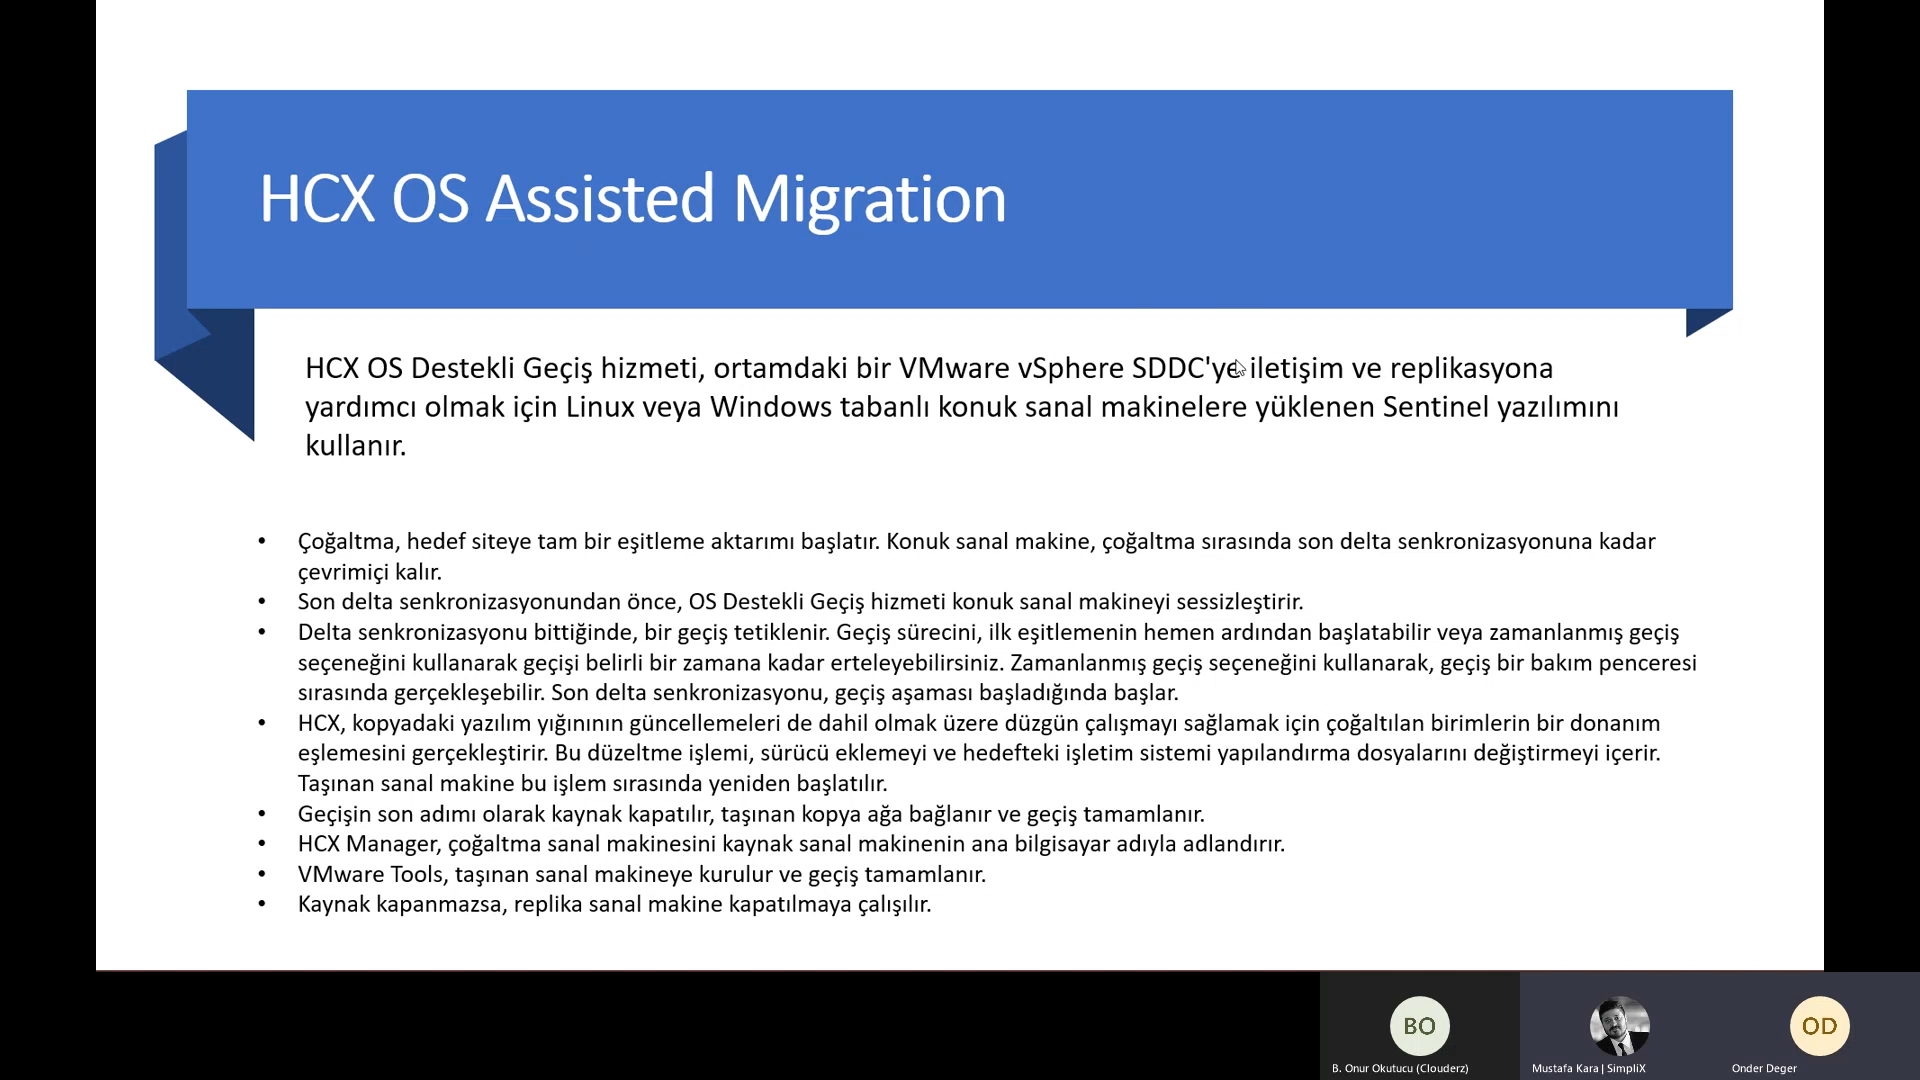 HCX OS Assisted Migration
HCX OS Destekli Geçiş hizmeti, ortamdaki bir VMware vSphere SDDC'ye iletişim ve replikasyona
yardımcı olmak için Linux veya Windows tabanlı konuk sanal makinelere yüklenen Sentinel yazılımını
kullanır.
• Çoğaltma, hedef siteye tam bir eşitleme aktarımı başlatır. Konuk sanal makine, çoğaltma sırasında son delta senkronizasyonuna kadar
çevrimiçi kalır.
• Son delta senkronizasyonundan önce, OS Destekli Geçiş hizmeti konuk sanal makineyi sessizleştirir.
• Delta senkronizasyonu bittiğinde, bir geçiş tetiklenir. Geçiş sürecini, ilk eşitlemenin hemen ardından başlatabilir veya zamanlanmış geçiş
seçeneğini kullanarak geçişi belirli bir zamana kadar erteleyebilirsiniz. Zamanlanmış geçiş seçeneğini kullanarak, geçiş bir bakım penceresi
sırasında gerçekleşebilir. Son delta senkronizasyonu, geçiş aşaması başladığında başlar.
• HCX, kopyadaki yazılım yığınının güncellemeleri de dahil olmak üzere düzgün çalışmayı sağlamak için çoğaltılan birimlerin bir donanım
eşlemesini gerçekleştirir. Bu düzeltme işlemi, sürücü eklemeyi ve hedefteki işletim sistemi yapılandırma dosyalarını değiştirmeyi içerir.
Taşınan sanal makine bu işlem sırasında yeniden başlatılır.
• Geçişin son adımı olarak kaynak kapatılır, taşınan kopya ağa bağlanır ve geçiş tamamlanır.
• HCX Manager, çoğaltma sanal makinesini kaynak sanal makinenin ana bilgisayar adıyla adlandırır.
• VMware Tools, taşınan sanal makineye kurulur ve geçiş tamamlanır.
• Kaynak kapanmazsa, replika sanal makine kapatılmaya çalışılır.
BO
OD
B. Onur Okutucu (Clouderz)
Mustafa Kara | SimpliX
Onder Deger